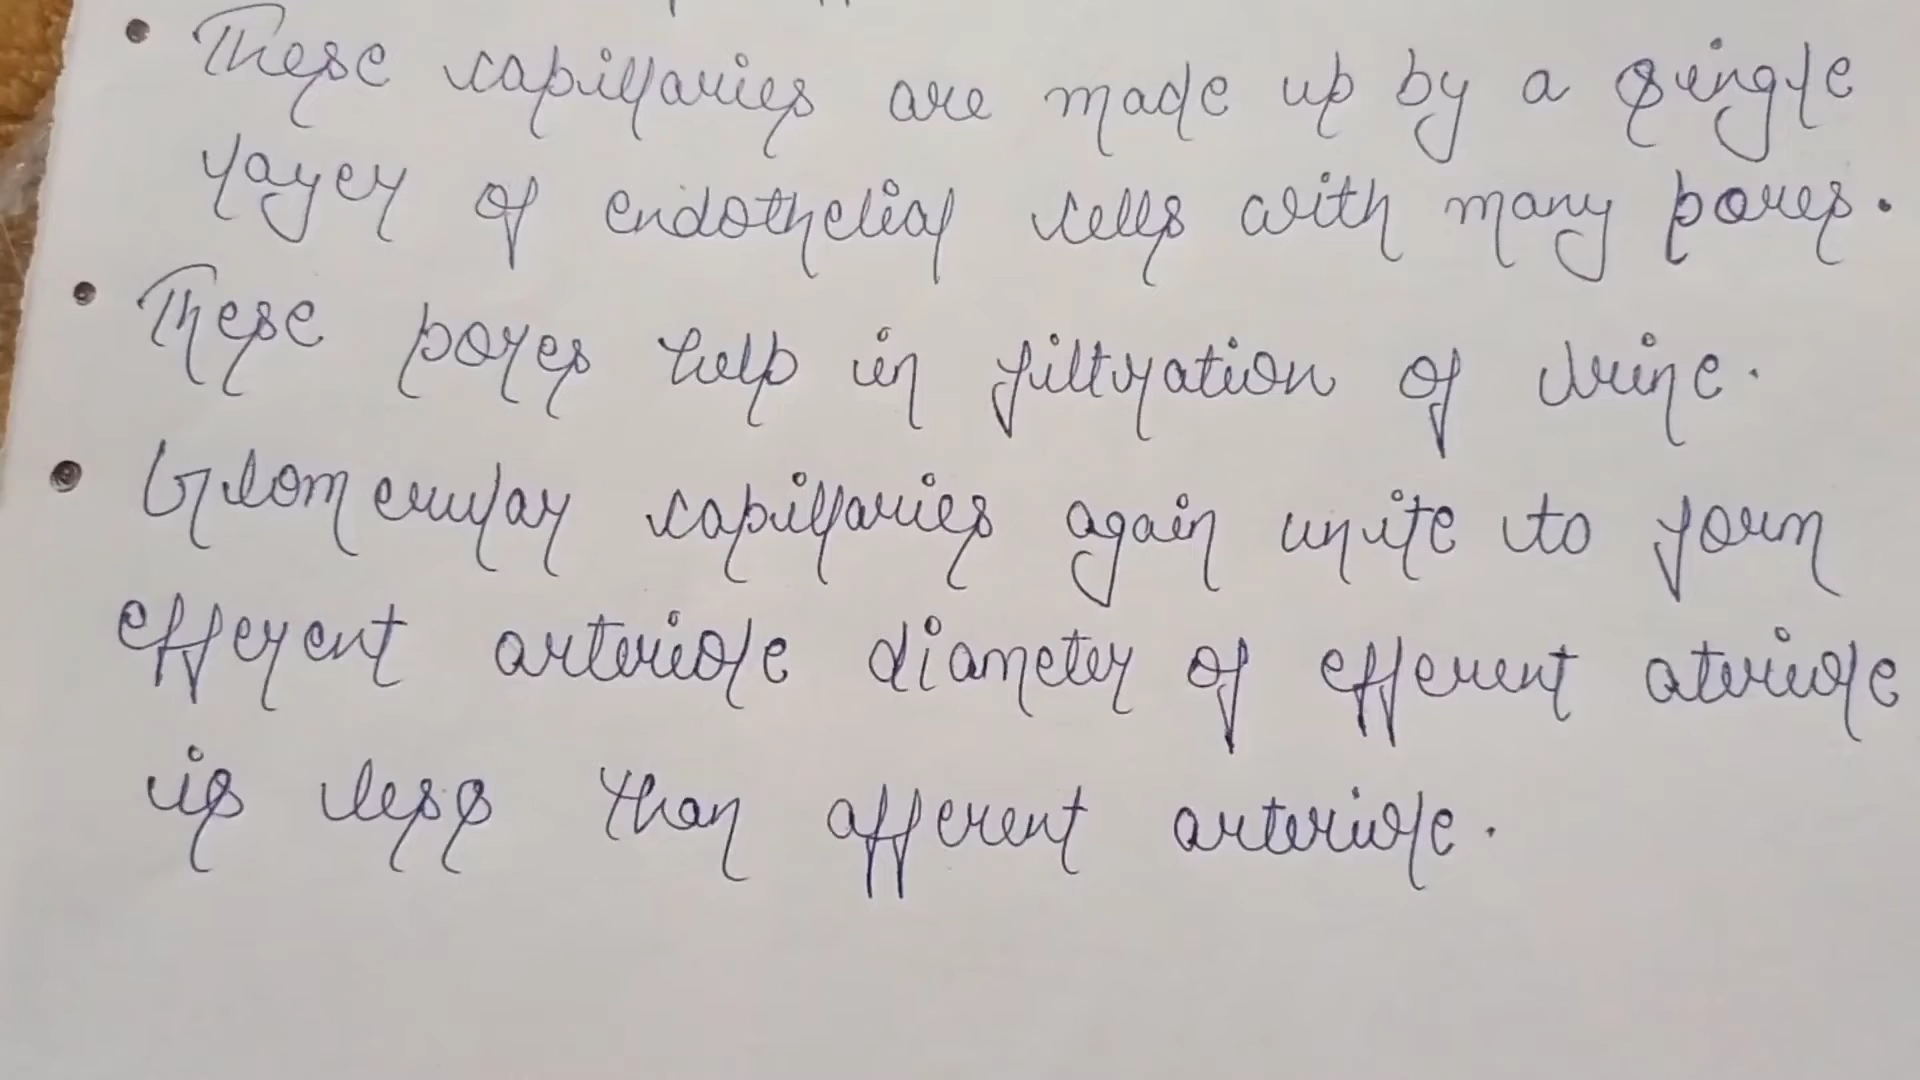 • These capillaries are made up by a single
layer of endothelial cells with many pores.
• These pores help in filtration of urine.
• Glomerular capillaries again unite to form
efferent arteriole diameter of efferent ateriole
is less than afferent arteriole.